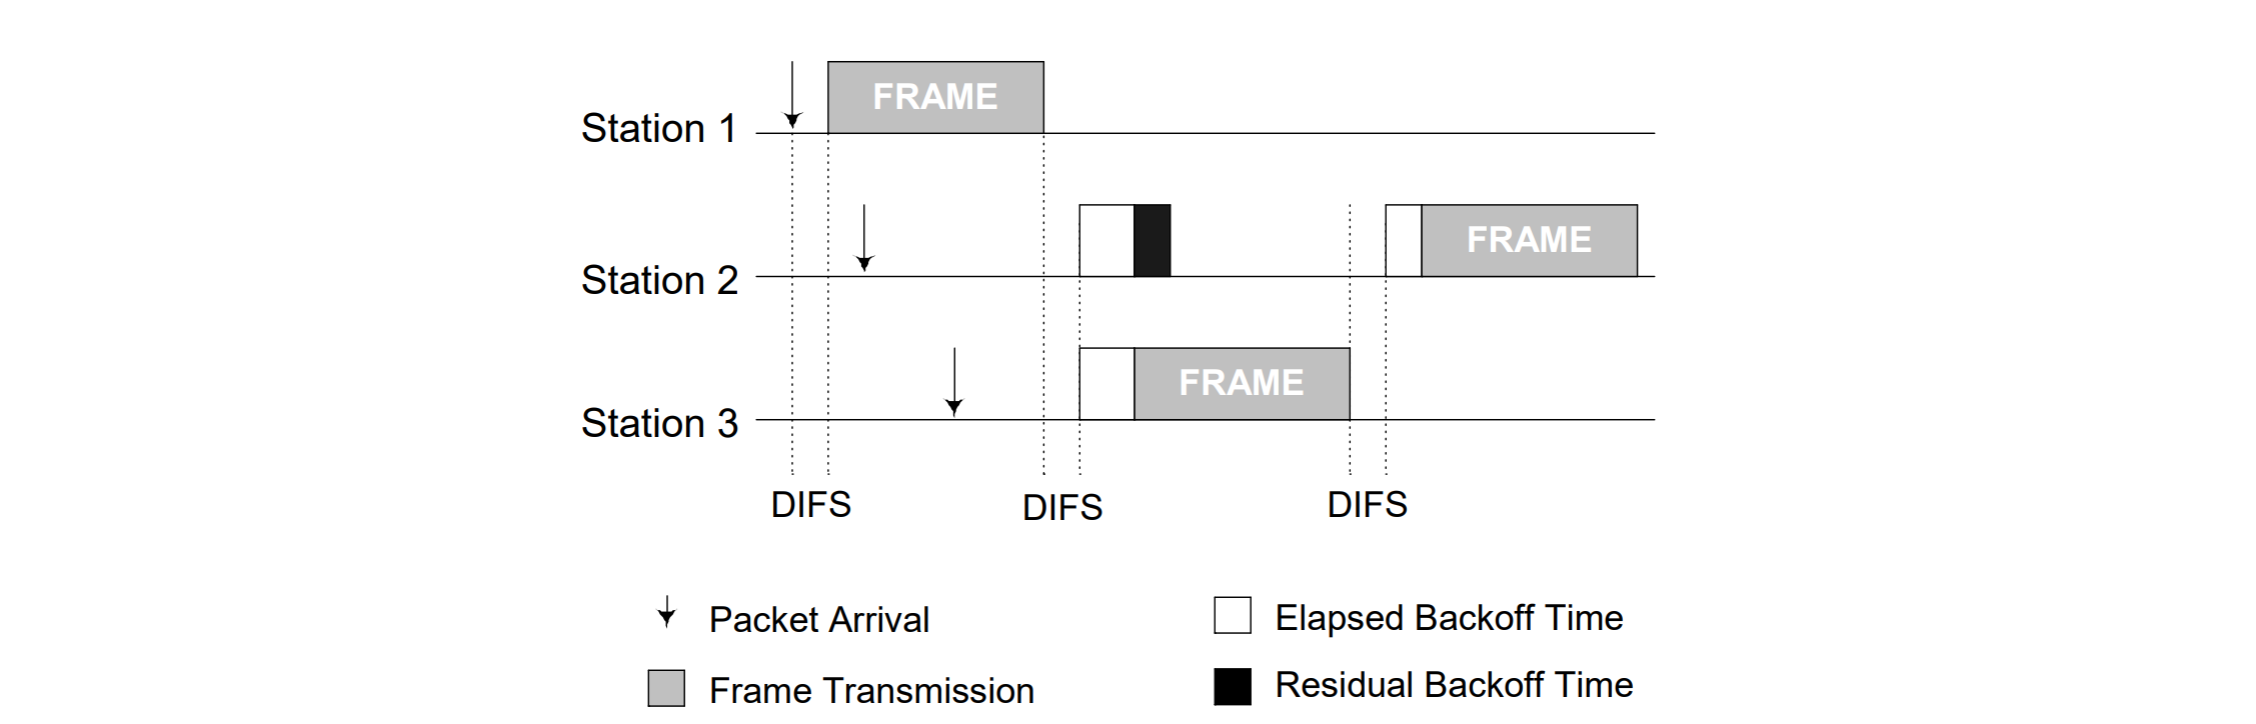 FRAME
Station 1
FRAME
Station 2
FRAME
Station 3
DIFS DIFS DIFS
Packet Arrival Elapsed Backoff Time
Frame Transmission Residual Backoff Time